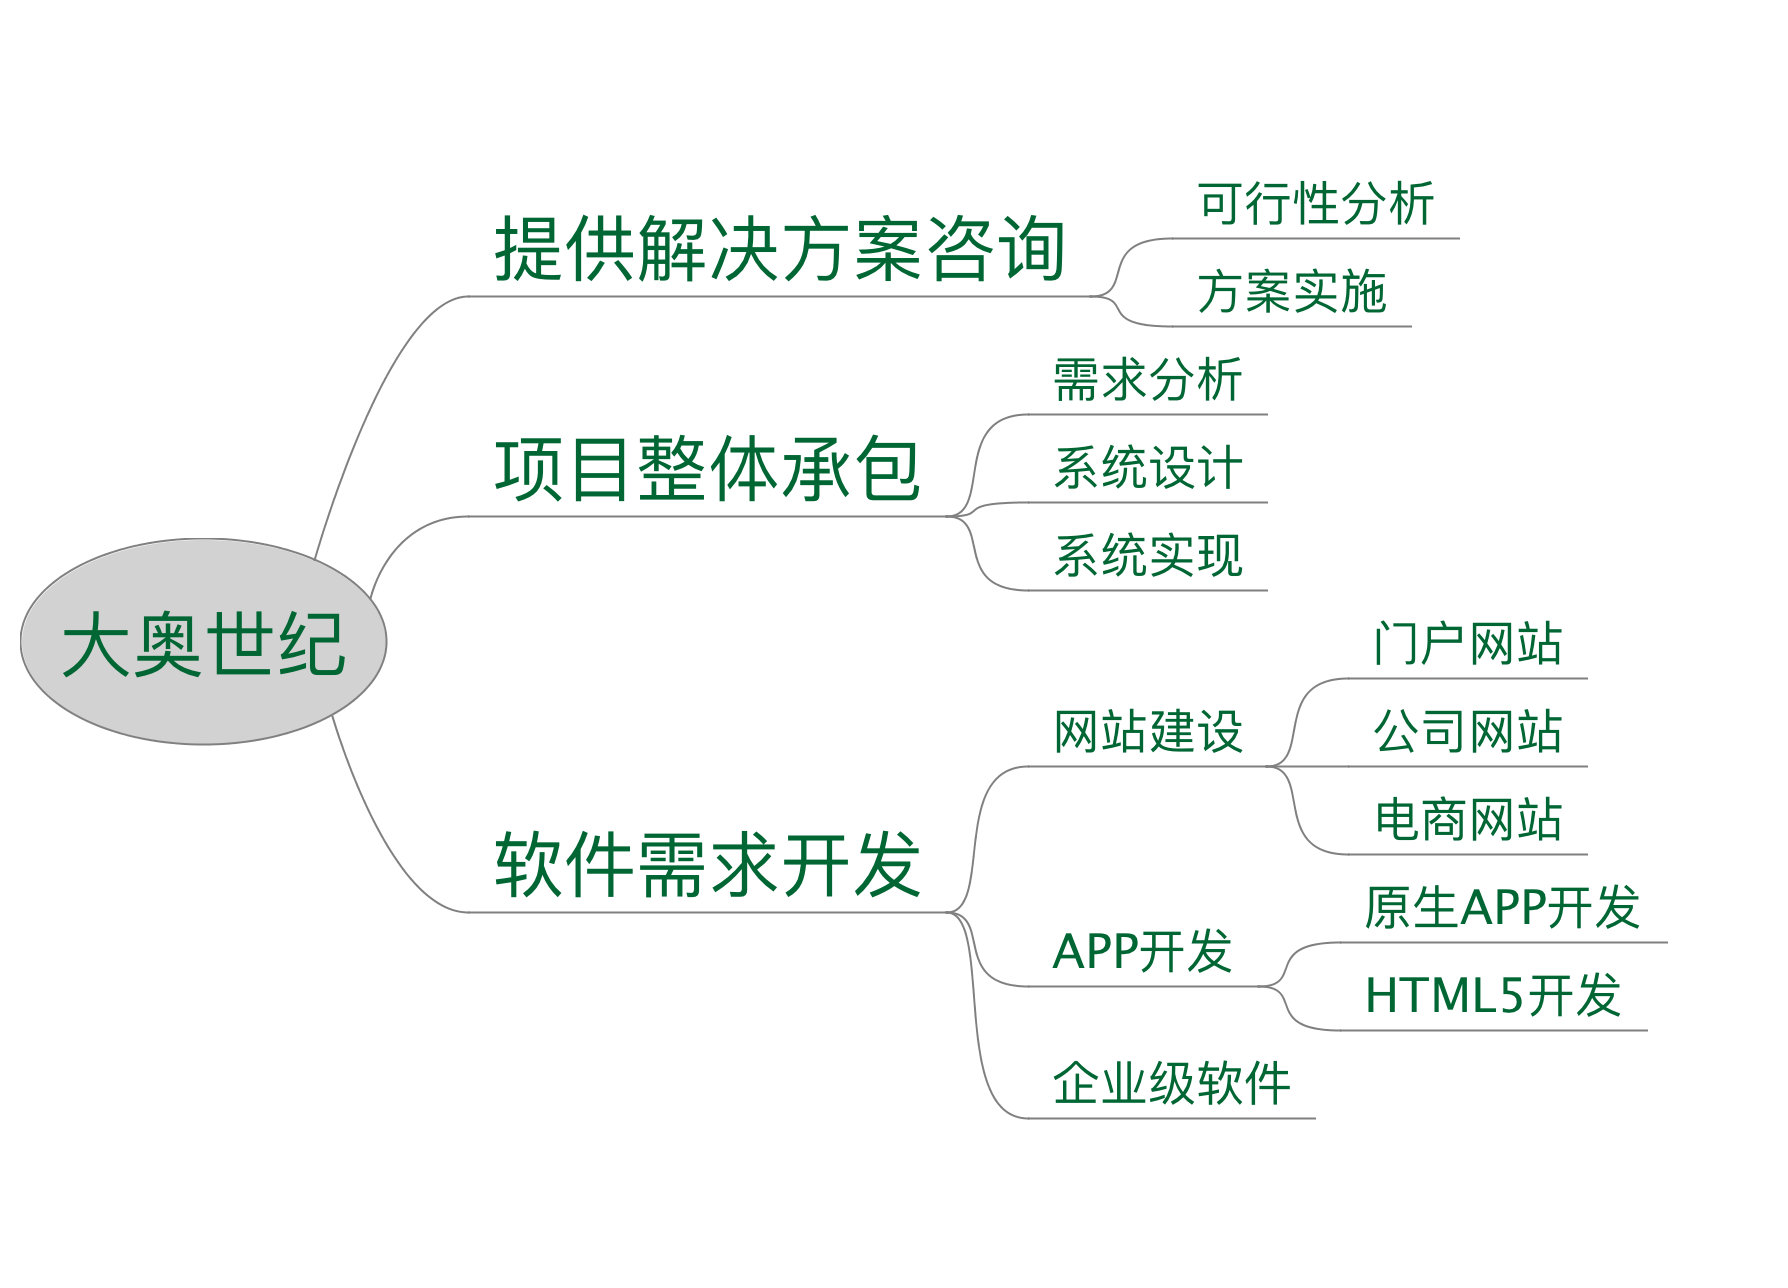 大奥世纪
提供解决方案咨询
可行性分析
方案实施
项目整体承包
需求分析
系统设计
系统实现
软件需求开发
网站建设
门户网站
公司网站
电商网站
APP开发
原生APP开发
HTML5开发
企业级软件